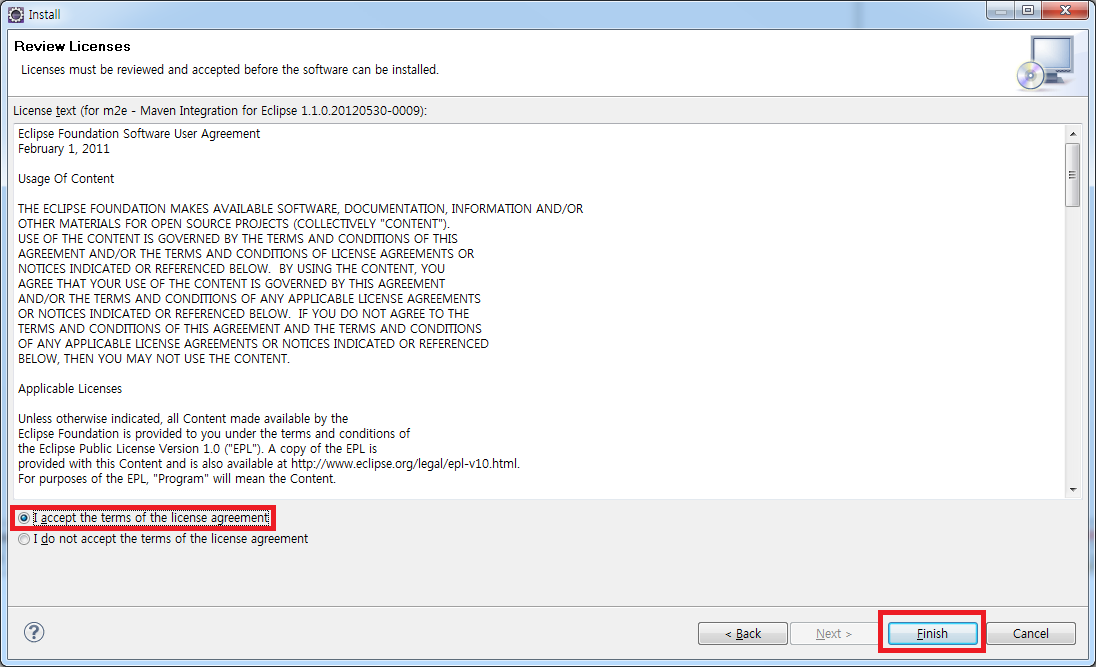 Install
Review Licenses
Licenses must be reviewed and accepted before the software can be installed.
License text (for m2e - Maven Integration for Eclipse 1.1.0.20120530-0009):
Eclipse Foundation Software User Agreement
February 1, 2011
Usage Of Content
THE ECLIPSE FOUNDATION MAKES AVAILABLE SOFTWARE, DOCUMENTATION, INFORMATION AND/OR
OTHER MATERIALS FOR OPEN SOURCE PROJECTS (COLLECTIVELY "CONTENT").
USE OF THE CONTENT IS GOVERNED BY THE TERMS AND CONDITIONS OF THIS
AGREEMENT AND/OR THE TERMS AND CONDITIONS OF LICENSE AGREEMENTS OR
NOTICES INDICATED OR REFERENCED BELOW.  BY USING THE CONTENT, YOU
AGREE THAT YOUR USE OF THE CONTENT IS GOVERNED BY THIS AGREEMENT
AND/OR THE TERMS AND CONDITIONS OF ANY APPLICABLE LICENSE AGREEMENTS
OR NOTICES INDICATED OR REFERENCED BELOW.  IF YOU DO NOT AGREE TO THE
TERMS AND CONDITIONS OF THIS AGREEMENT AND THE TERMS AND CONDITIONS
OF ANY APPLICABLE LICENSE AGREEMENTS OR NOTICES INDICATED OR REFERENCED
BELOW, THEN YOU MAY NOT USE THE CONTENT.
Applicable Licenses
Unless otherwise indicated, all Content made available by the
Eclipse Foundation is provided to you under the terms and conditions of
the Eclipse Public License Version 1.0 ("EPL"). A copy of the EPL is
provided with this Content and is also available at http://www.eclipse.org/legal/epl-v10.html.
For purposes of the EPL, "Program" will mean the Content.
I accept the terms of the license agreement
I do not accept the terms of the license agreement
? < Back Next > Finish Cancel